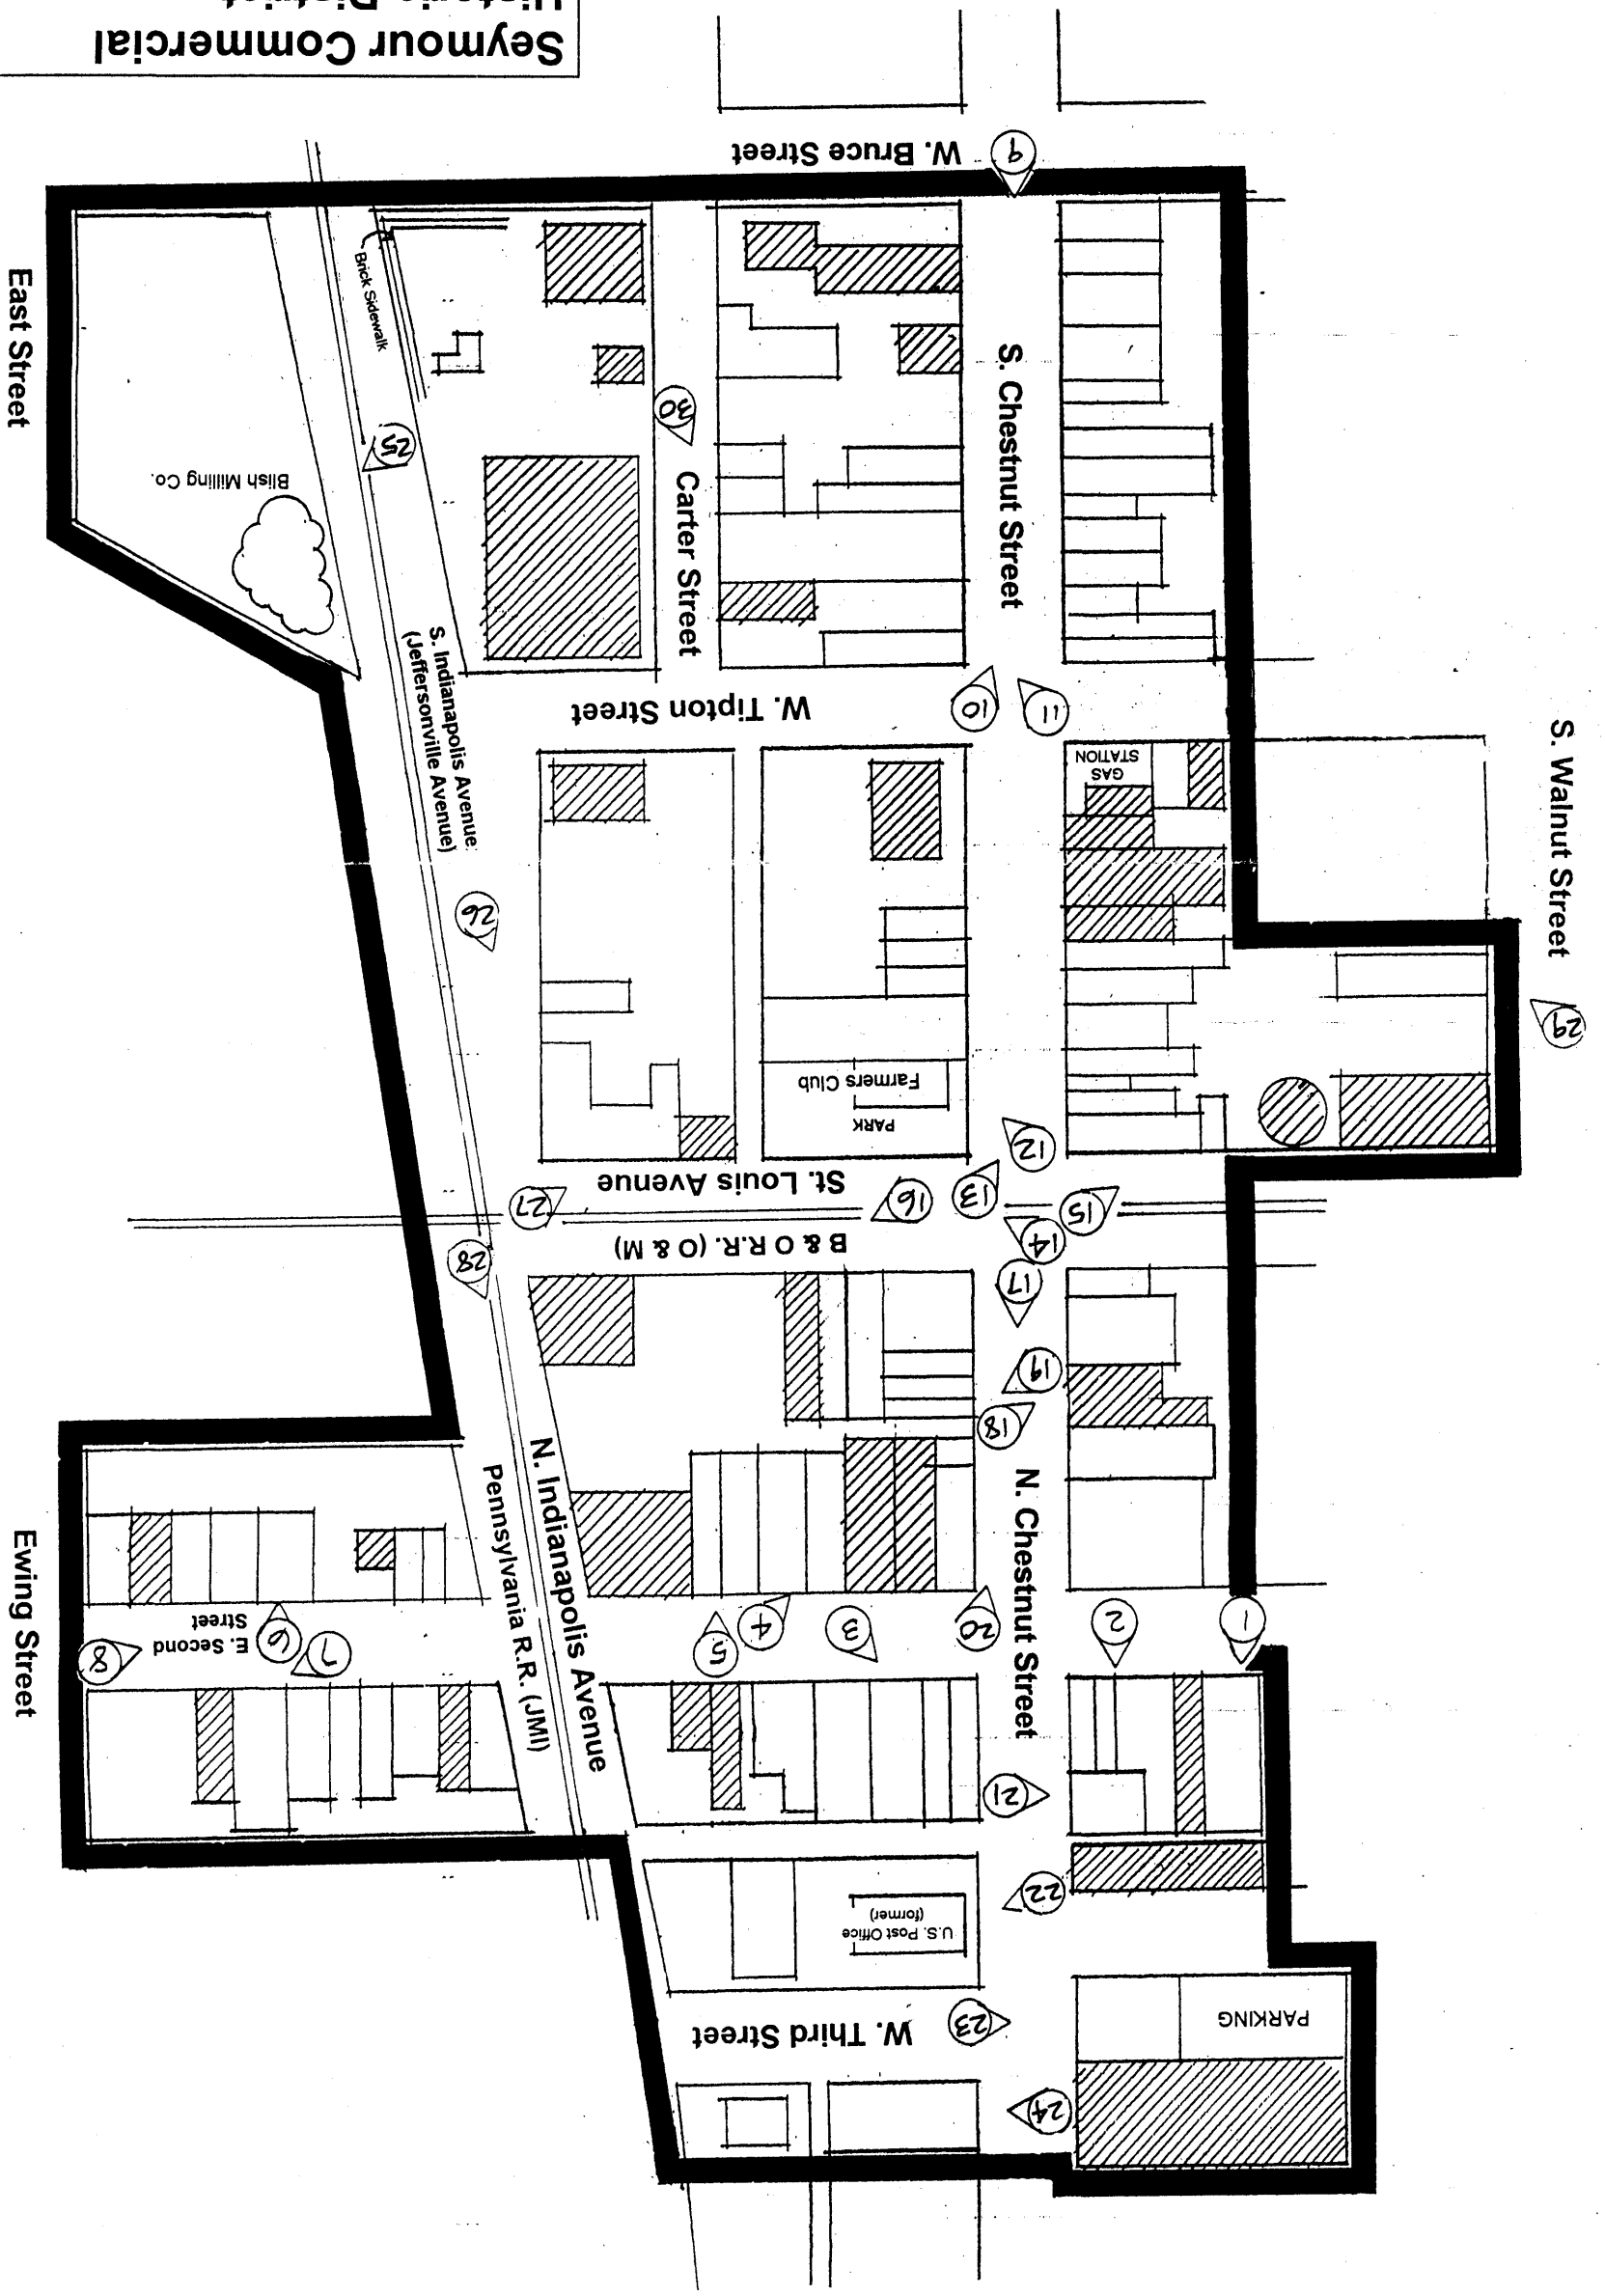 24
PARKING
23
W. Third Street
U.S. Post Office
(former)
22
21
1
2
20
3
4
5
7
6
E. Second
Street
8
N. Chestnut Street
N. Indianapolis Avenue
Pennsylvania R.R. (JMI)
Ewing Street
18
19
17
28
14
B & O R.R. (O & M)
15
13
16
27
St. Louis Avenue
12
PARK
Farmers Club
29
S. Walnut Street
26
GAS
STATION
11
10
W. Tipton Street
S. Indianapolis Avenue
(Jeffersonville Avenue)
S. Chestnut Street
Carter Street
Blish Milling Co.
25
30
Brick Sidewalk
East Street
9
W. Bruce Street
Seymour Commercial
Historic District